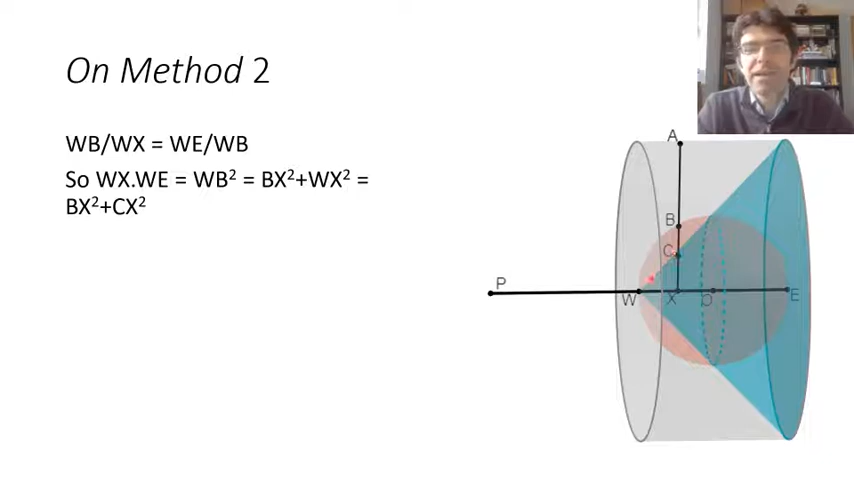 On Method 2
WB/WX = WE/WB
So WX.WE = WB² = BX²+WX² =
BX²+CX²
A
B
C
P
W
X
O
E